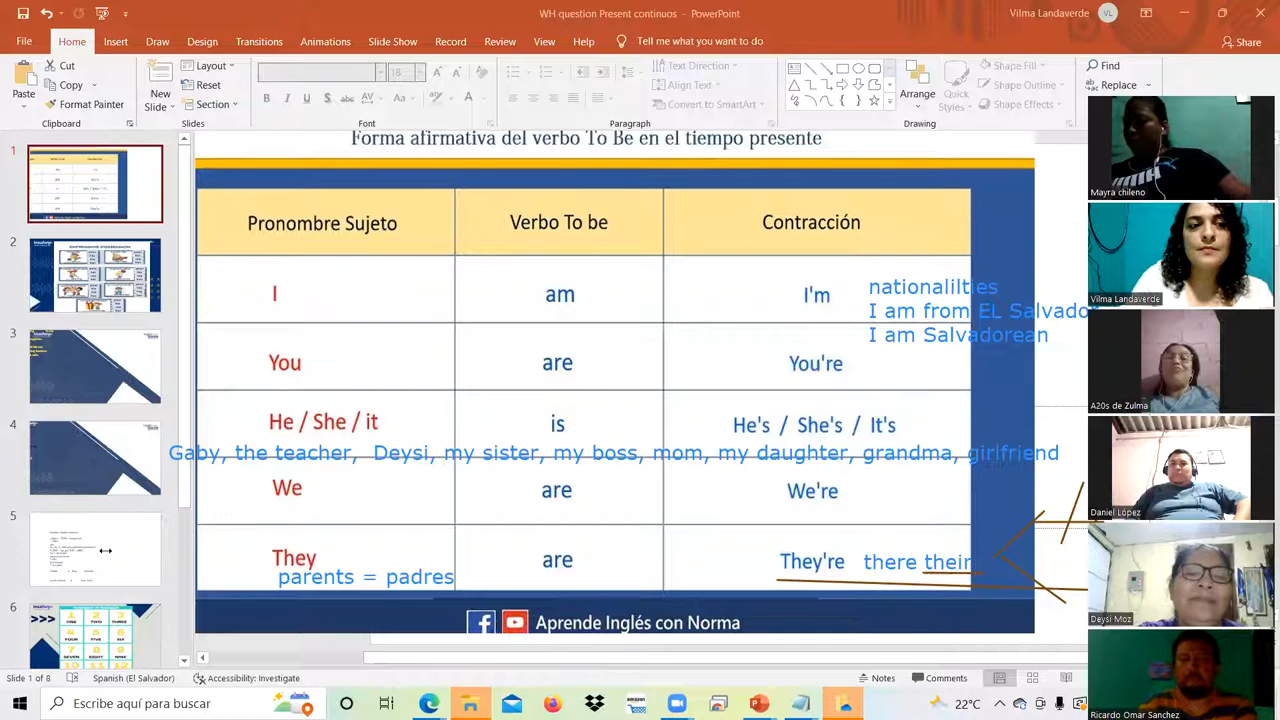 WH question Present continuos - PowerPoint
Vilma Landaverde
VL
File Home Insert Draw Design Transitions Animations Slide Show Record Review View Help Tell me what you want to do Share
Paste
Cut
Copy
Format Painter
Clipboard
New Slide
Layout
Reset
Section
Slides
18
Font
Paragraph
Text Direction
Align Text
Convert to SmartArt
Arrange
Quick Styles
Shape Fill
Shape Outline
Shape Effects
Drawing
Find
Replace
Forma afirmativa del verbo To Be en el tiempo presente
Pronombre Sujeto Verbo To be Contracción
I am I'm
nationalilties
I am from EL Salvador
I am Salvadorean
You are You're
He / She / it is He's / She's / It's
Gaby, the teacher, Deysi, my sister, my boss, mom, my daughter, grandma, girlfriend
We are We're
They are They're there their
parents = padres
Aprende Inglés con Norma
1
2
3
4
5
6
Mayra chileno
Vilma Landaverde
A20s de Zulma
Daniel López
Deysi Moz
Ricardo Omar Sanchez
Slide 1 of 8 Spanish (El Salvador) Accessibility: Investigate Notes Comments
Escribe aquí para buscar
22°C